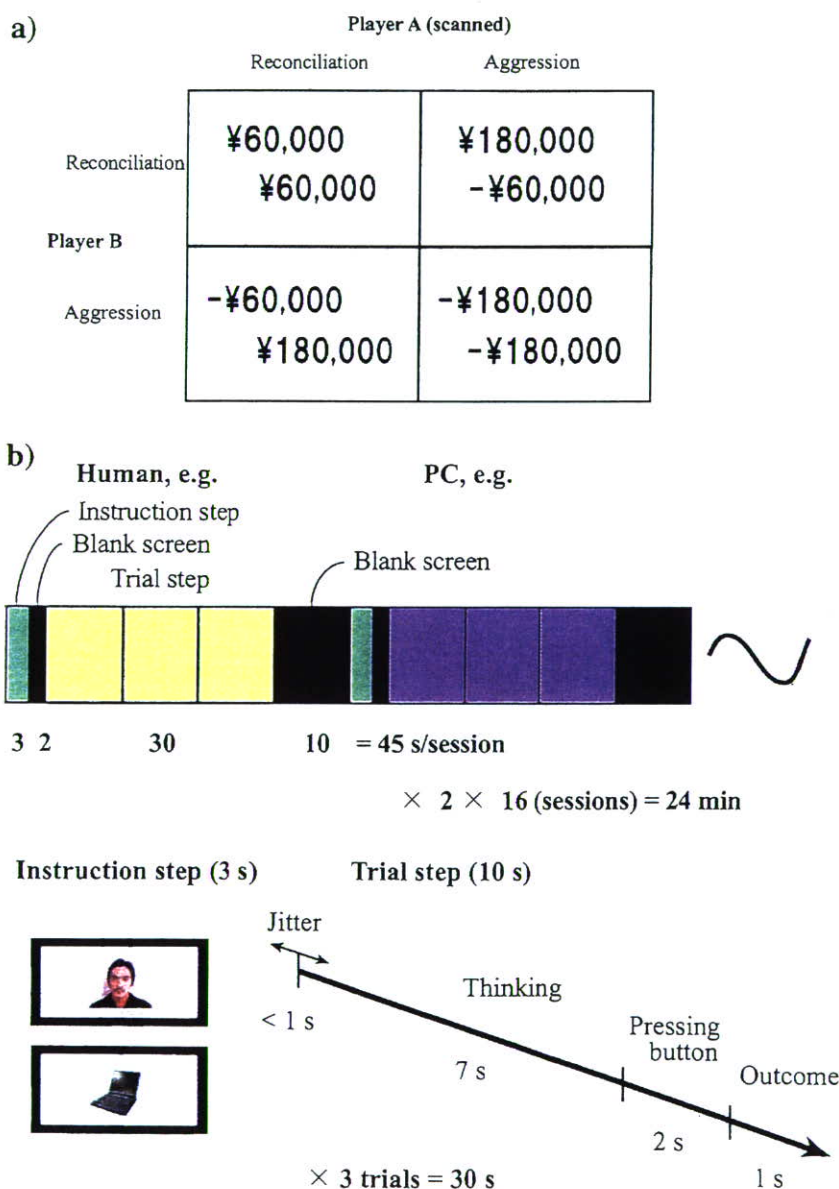 a)
Player A (scanned)
Reconciliation Aggression
Reconciliation
¥60,000 ¥180,000
¥60,000 -¥60,000
Player B
Aggression
-¥60,000 -¥180,000
¥180,000 -¥180,000
b)
Human, e.g. PC, e.g.
Instruction step
Blank screen
Trial step
Blank screen
3 2 30 10 = 45 s/session
× 2 × 16 (sessions) = 24 min
Instruction step (3 s) Trial step (10 s)
Jitter
< 1 s
Thinking
7 s
Pressing
button
2 s
Outcome
1 s
× 3 trials = 30 s